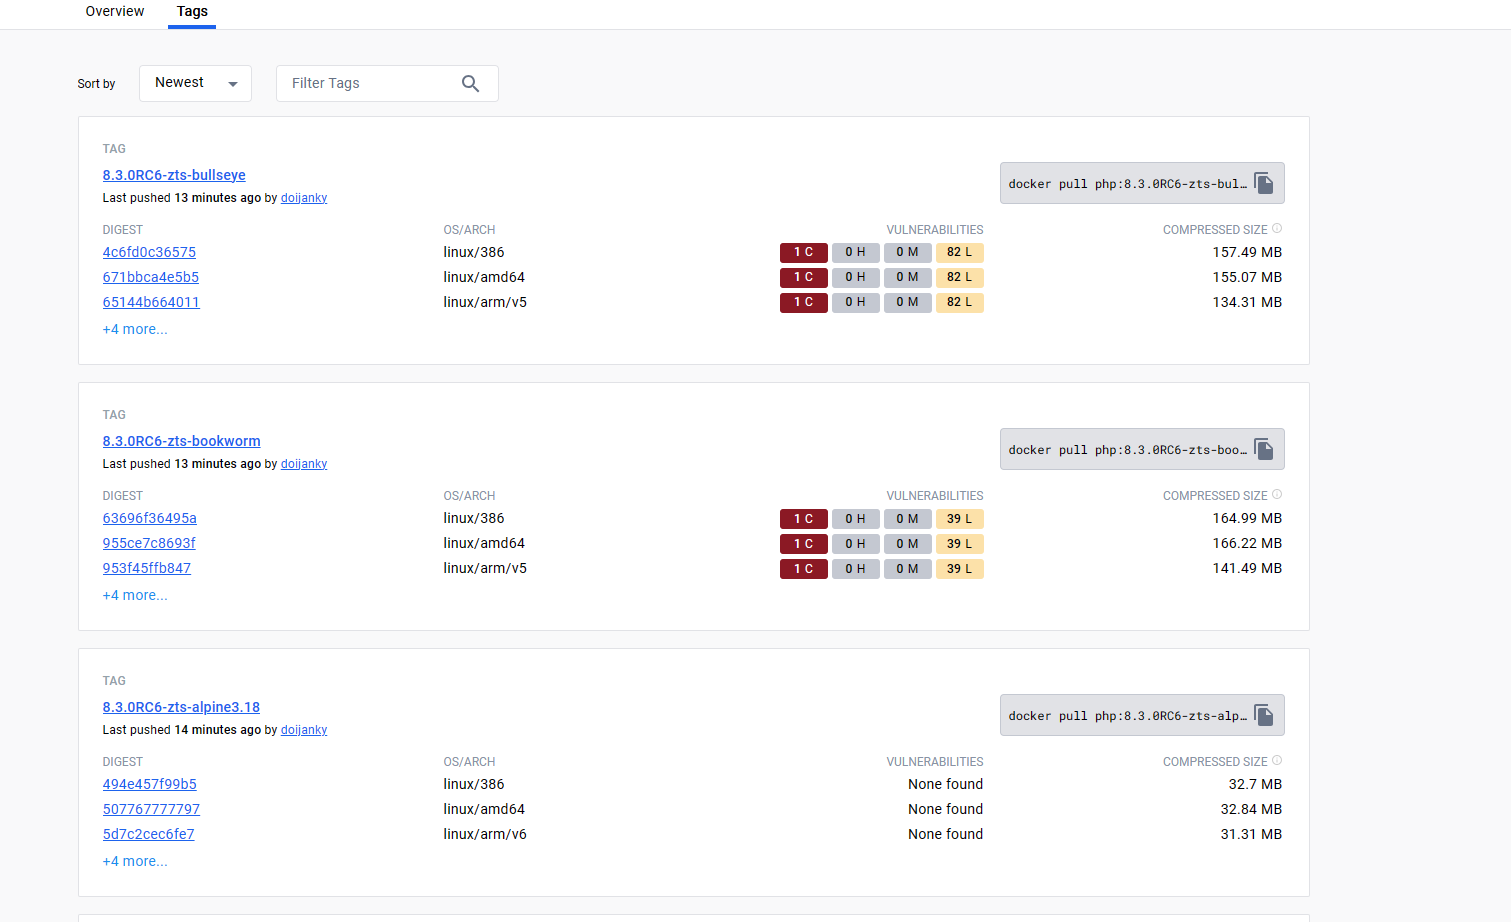 Overview Tags
Sort by Newest Filter Tags
TAG
8.3.0RC6-zts-bullseye
Last pushed 13 minutes ago by doijanky
docker pull php:8.3.0RC6-zts-bul…
DIGEST OS/ARCH VULNERABILITIES COMPRESSED SIZE
4c6fd0c36575 linux/386 1 C 0 H 0 M 82 L 157.49 MB
671bbca4e5b5 linux/amd64 1 C 0 H 0 M 82 L 155.07 MB
65144b664011 linux/arm/v5 1 C 0 H 0 M 82 L 134.31 MB
+4 more...
TAG
8.3.0RC6-zts-bookworm
Last pushed 13 minutes ago by doijanky
docker pull php:8.3.0RC6-zts-boo…
DIGEST OS/ARCH VULNERABILITIES COMPRESSED SIZE
63696f36495a linux/386 1 C 0 H 0 M 39 L 164.99 MB
955ce7c8693f linux/amd64 1 C 0 H 0 M 39 L 166.22 MB
953f45ffb847 linux/arm/v5 1 C 0 H 0 M 39 L 141.49 MB
+4 more...
TAG
8.3.0RC6-zts-alpine3.18
Last pushed 14 minutes ago by doijanky
docker pull php:8.3.0RC6-zts-alp…
DIGEST OS/ARCH VULNERABILITIES COMPRESSED SIZE
494e457f99b5 linux/386 None found 32.7 MB
507767777797 linux/amd64 None found 32.84 MB
5d7c2cec6fe7 linux/arm/v6 None found 31.31 MB
+4 more...